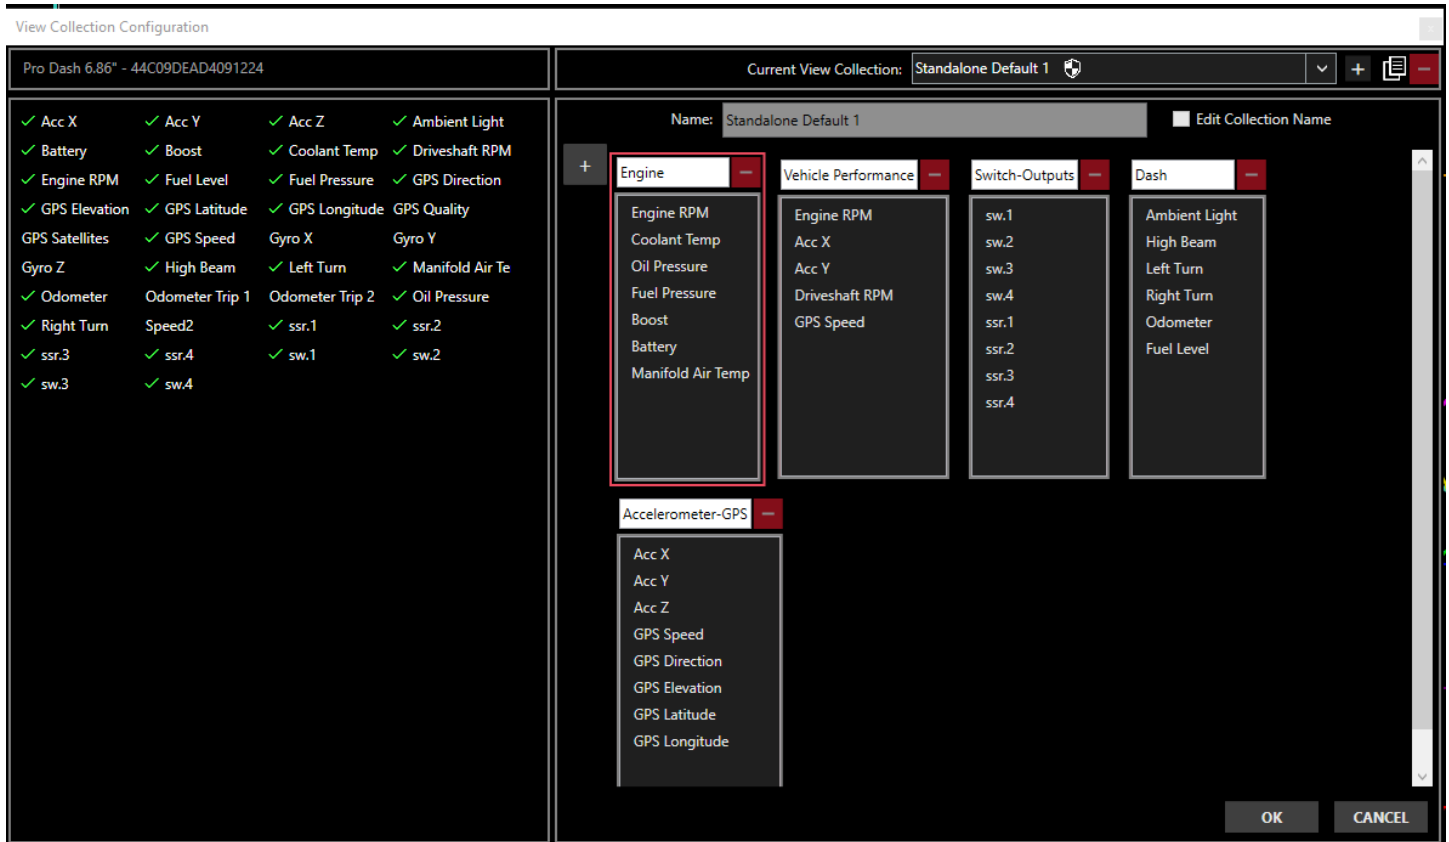 View Collection Configuration
Pro Dash 6.86" - 44C09DEAD4091224
Current View Collection: Standalone Default 1
Acc X Acc Y Acc Z Ambient Light
Battery Boost Coolant Temp Driveshaft RPM
Engine RPM Fuel Level Fuel Pressure GPS Direction
GPS Elevation GPS Latitude GPS Longitude GPS Quality
GPS Satellites GPS Speed Gyro X Gyro Y
Gyro Z High Beam Left Turn Manifold Air Te
Odometer Odometer Trip 1 Odometer Trip 2 Oil Pressure
Right Turn Speed2 ssr.1 ssr.2
ssr.3 ssr.4 sw.1 sw.2
sw.3 sw.4
Name: Standalone Default 1 Edit Collection Name
Engine
Engine RPM
Coolant Temp
Oil Pressure
Fuel Pressure
Boost
Battery
Manifold Air Temp
Vehicle Performance
Engine RPM
Acc X
Acc Y
Driveshaft RPM
GPS Speed
Switch-Outputs
sw.1
sw.2
sw.3
sw.4
ssr.1
ssr.2
ssr.3
ssr.4
Dash
Ambient Light
High Beam
Left Turn
Right Turn
Odometer
Fuel Level
Accelerometer-GPS
Acc X
Acc Y
Acc Z
GPS Speed
GPS Direction
GPS Elevation
GPS Latitude
GPS Longitude
OK CANCEL